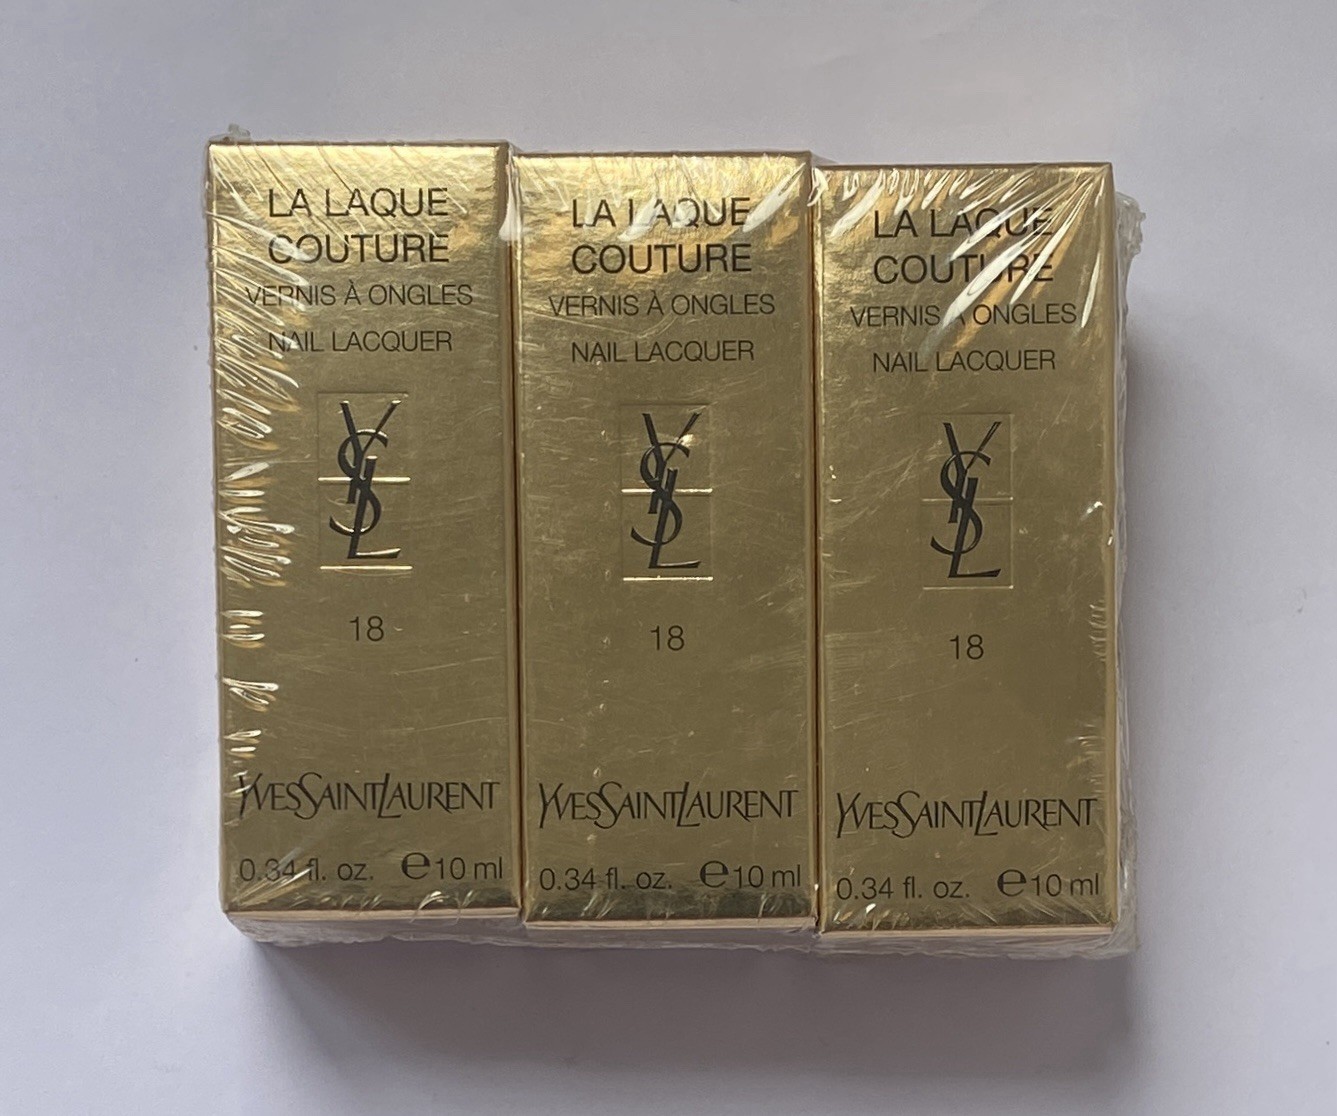 LA LAQUE
COUTURE
VERNIS À ONGLES
NAIL LACQUER
YSL
18
YVESSAINTLAURENT
0.34 fl. oz. ℮10 ml
LA LAQUE
COUTURE
VERNIS À ONGLES
NAIL LACQUER
YSL
18
YVESSAINTLAURENT
0.34 fl. oz. ℮10 ml
LA LAQUE
COUTURE
VERNIS À ONGLES
NAIL LACQUER
YSL
18
YVESSAINTLAURENT
0.34 fl. oz. ℮10 ml